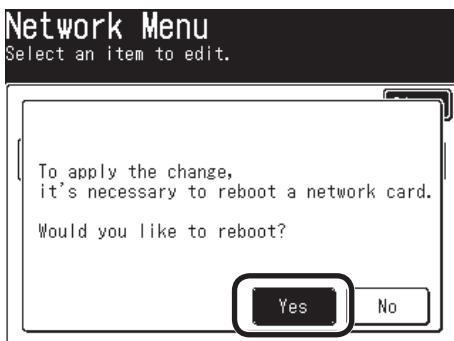 Network Menu
Select an item to edit.
To apply the change,
it's necessary to reboot a network card.
Would you like to reboot?
Yes
No